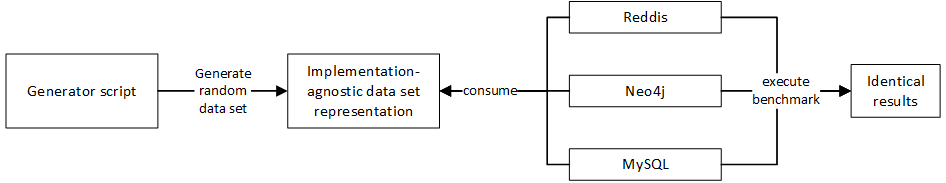 Generator script
Generate
random
data set
Implementation-
agnostic data set
representation
consume
Reddis
Neo4j
MySQL
execute
benchmark
Identical
results